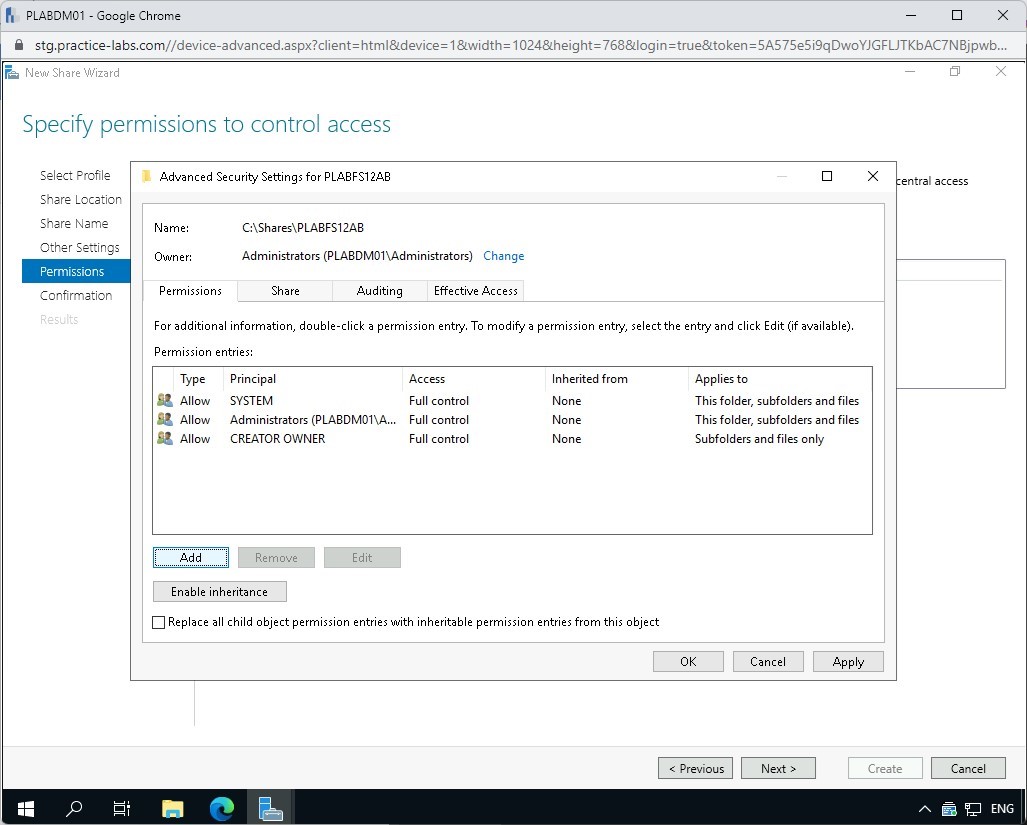 PLABDM01 - Google Chrome
stg.practice-labs.com//device-advanced.aspx?client=html&device=1&width=1024&height=768&login=true&token=5A575e5i9qDwoYJGFLJTKbAC7NBjpwb...
New Share Wizard
Specify permissions to control access
Select Profile
Share Location
Share Name
Other Settings
Permissions
Confirmation
Results
central access
Advanced Security Settings for PLABFS12AB
Name: C:\Shares\PLABFS12AB
Owner: Administrators (PLABDM01\Administrators) Change
Permissions Share Auditing Effective Access
For additional information, double-click a permission entry. To modify a permission entry, select the entry and click Edit (if available).
Permission entries:
Type Principal Access Inherited from Applies to
Allow SYSTEM Full control None This folder, subfolders and files
Allow Administrators (PLABDM01\A... Full control None This folder, subfolders and files
Allow CREATOR OWNER Full control None Subfolders and files only
Add Remove Edit
Enable inheritance
Replace all child object permission entries with inheritable permission entries from this object
OK Cancel Apply
< Previous Next > Create Cancel
ENG